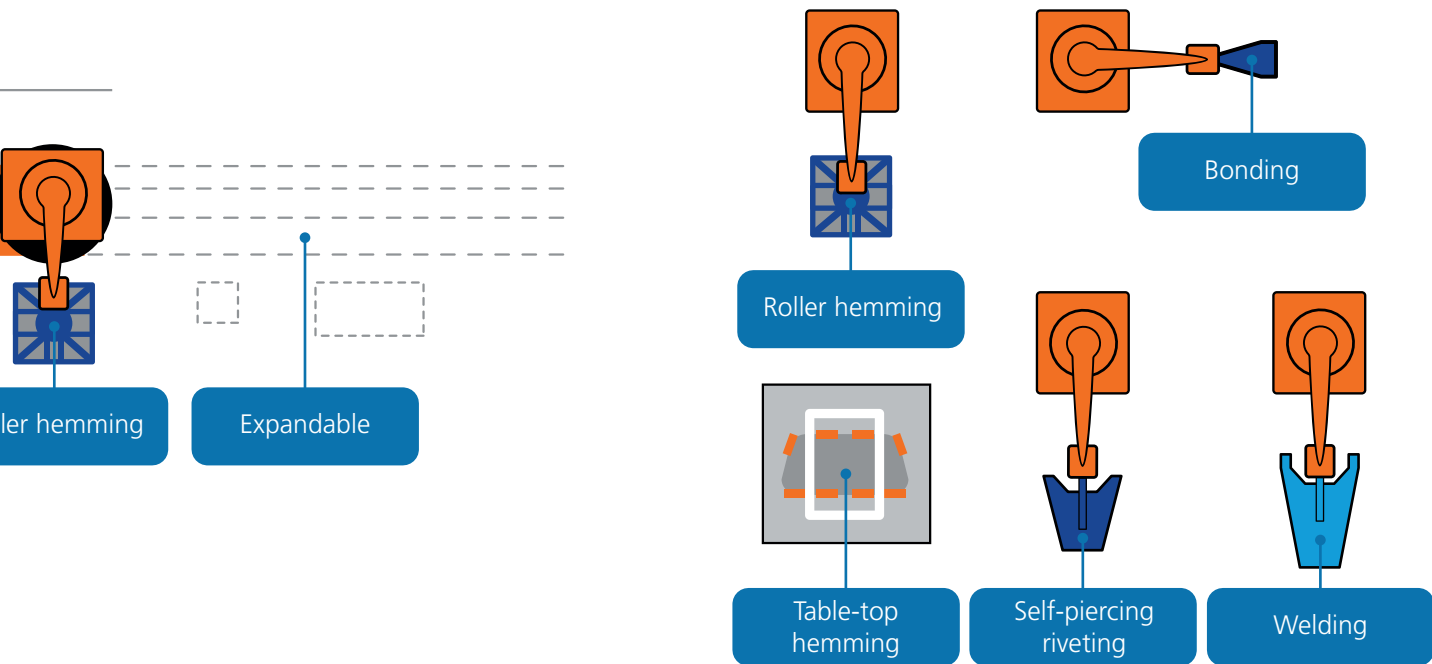 Bonding
Roller hemming
ler hemming
Expandable
Table-top
hemming
Self-piercing
riveting
Welding